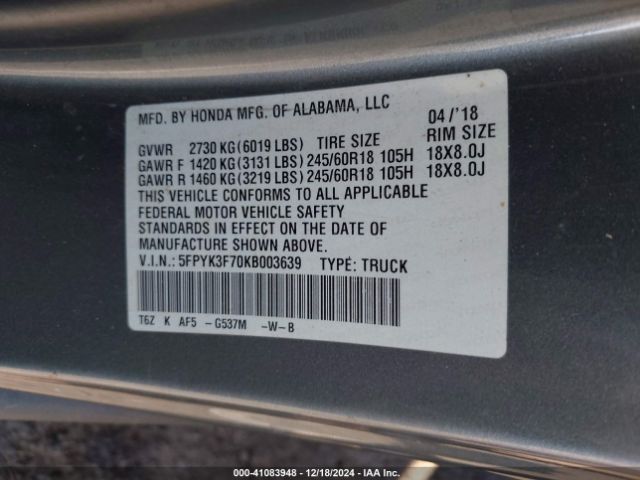 MFD. BY HONDA MFG. OF ALABAMA, LLC 04/'18
GVWR 2730 KG(6019 LBS) TIRE SIZE RIM SIZE
GAWR F 1420 KG(3131 LBS) 245/60R18 105H 18X8.0J
GAWR R 1460 KG(3219 LBS) 245/60R18 105H 18X8.0J
THIS VEHICLE CONFORMS TO ALL APPLICABLE
FEDERAL MOTOR VEHICLE SAFETY
STANDARDS IN EFFECT ON THE DATE OF
MANUFACTURE SHOWN ABOVE.
V.I.N.: 5FPYK3F70KB003639 TYPE: TRUCK
T6Z K AF5 -G537M -W-B
000-41083948 - 12/18/2024 - IAA Inc.